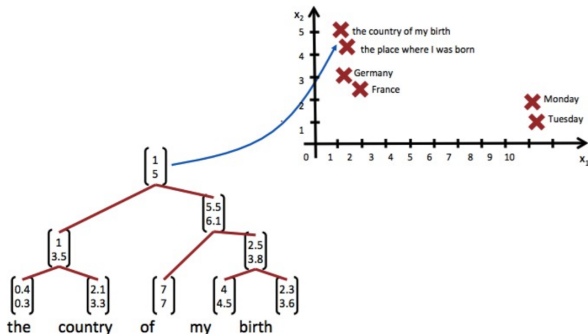 x₂
5 the country of my birth
4 the place where I was born
3 Germany
France
2 Monday
1 Tuesday
0 1 2 3 4 5 6 7 8 9 10 x₁
1
5
5.5
6.1
1
3.5
2.5
3.8
0.4 2.1 7 4 2.3
0.3 3.3 7 4.5 3.6
the country of my birth